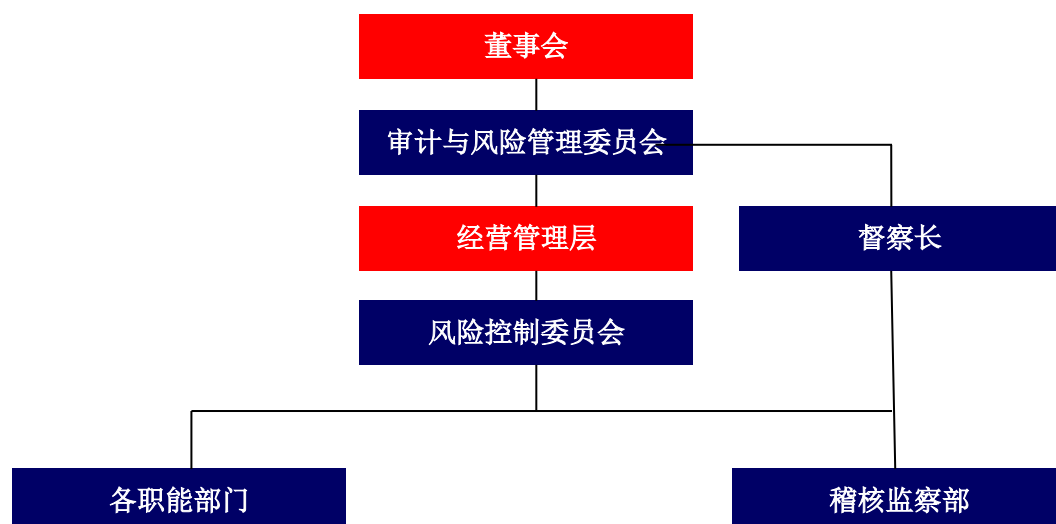 董事会
审计与风险管理委员会
经营管理层
督察长
风险控制委员会
各职能部门
稽核监察部